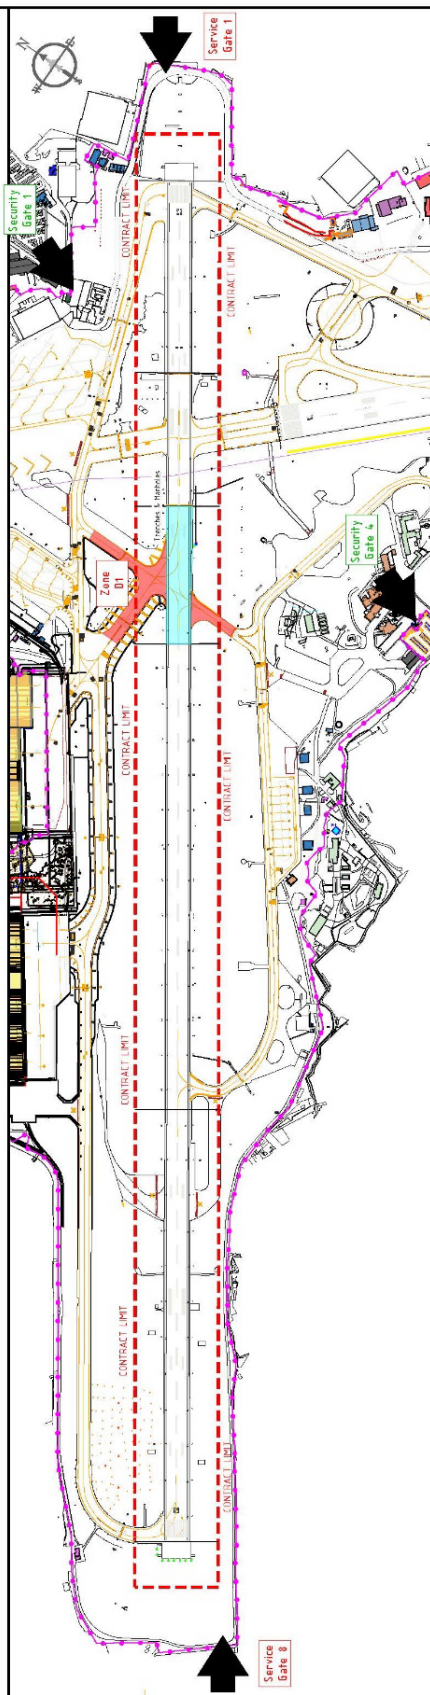 N
Service
Gate 1
Security
Gate 1
CONTRACT LIMIT
CONTRACT LIMIT
Trenches & Manholes
Security
Gate 4
Zone
D1
CONTRACT LIMIT
CONTRACT LIMIT
CONTRACT LIMIT
CONTRACT LIMIT
CONTRACT LIMIT
Service
Gate 8